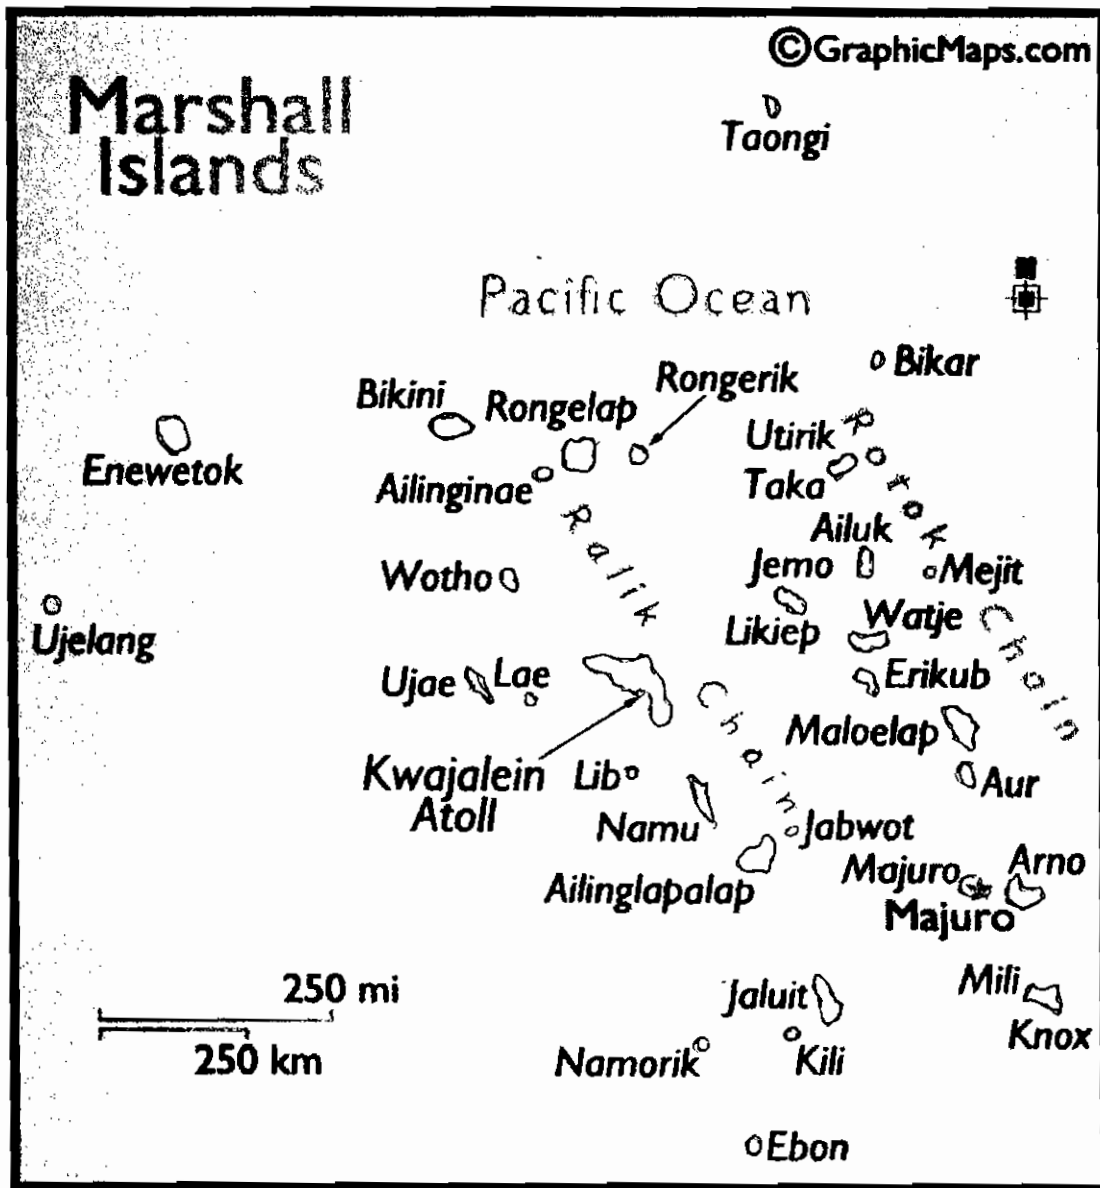 ©GraphicMaps.com
Marshall
Islands
Taongi
Pacific Ocean
Bikar
Rongerik
Bikini
Rongelap
Utirik
Enewetok
Ailinginae
Taka
Ratak Chain
Ralik Chain
Ailuk
Wotho
Jemo
Mejit
Ujelang
Likiep
Watje
Ujae
Lae
Erikub
Maloelap
Kwajalein
Atoll
Lib
Aur
Namu
Jabwot
Ailinglapalap
Majuro
Arno
Majuro
250 mi
250 km
Jaluit
Mili
Knox
Namorik
Kili
Ebon